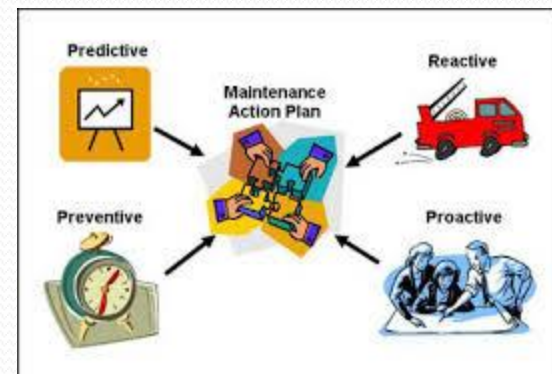 Predictive
Reactive
Maintenance
Action Plan
Preventive
Proactive